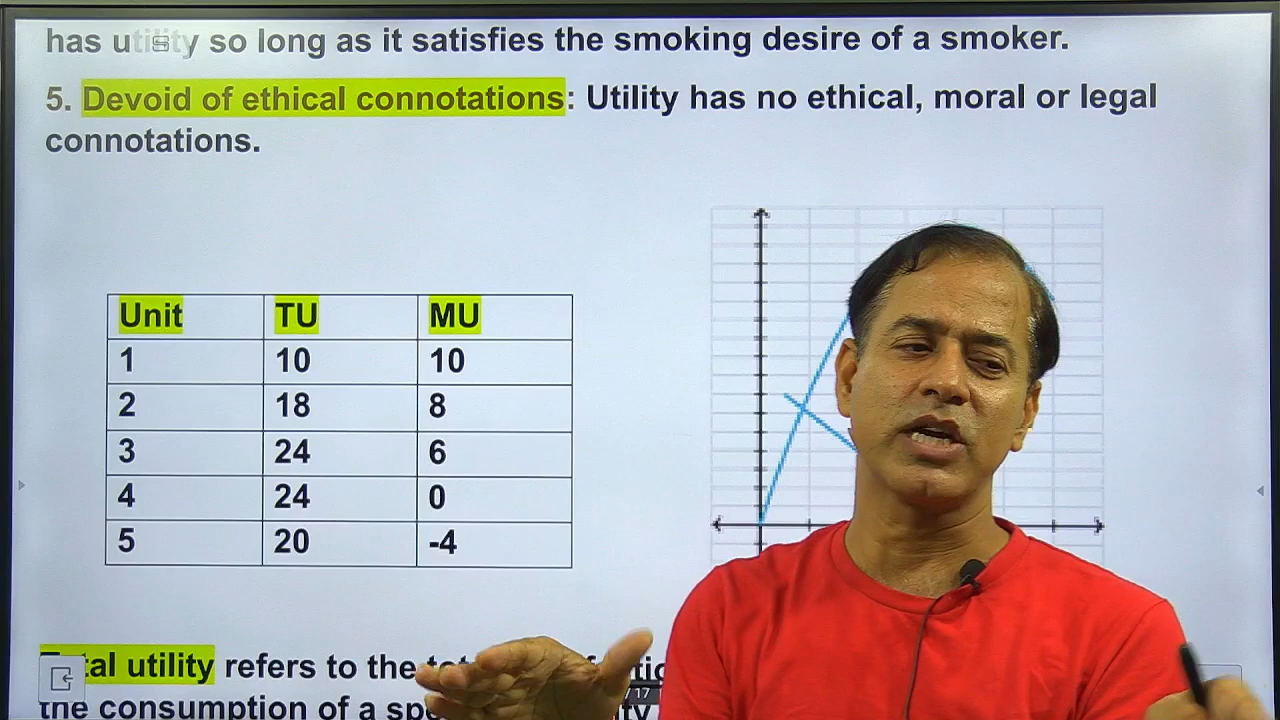 has utility so long as it satisfies the smoking desire of a smoker.
5. Devoid of ethical connotations: Utility has no ethical, moral or legal
connotations.
Unit TU MU
1 10 10
2 18 8
3 24 6
4 24 0
5 20 -4
utility refers to the
the consumption of a
17